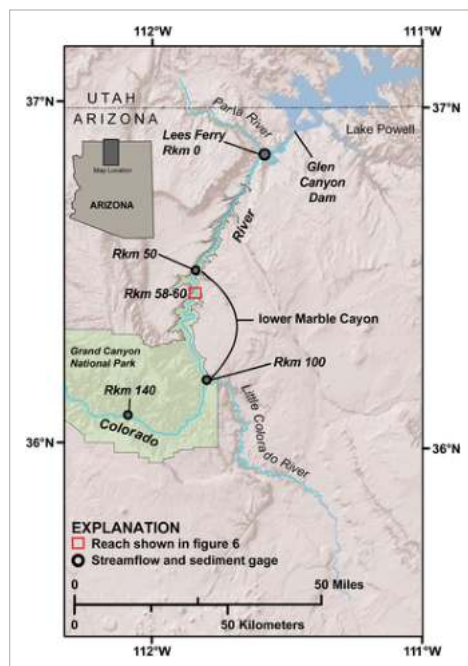 112°W
111°W
37°N
37°N
UTAH
ARIZONA
Paria River
Lake Powell
Lees Ferry
Rkm 0
Glen
Canyon
Dam
Map Location
ARIZONA
River
Rkm 50
Rkm 58-60
lower Marble Cayon
Grand Canyon
National Park
Rkm 100
Rkm 140
Colorado
Little Colorado River
36°N
36°N
EXPLANATION
Reach shown in figure 6
Streamflow and sediment gage
0
50 Miles
0
50 Kilometers
112°W
111°W